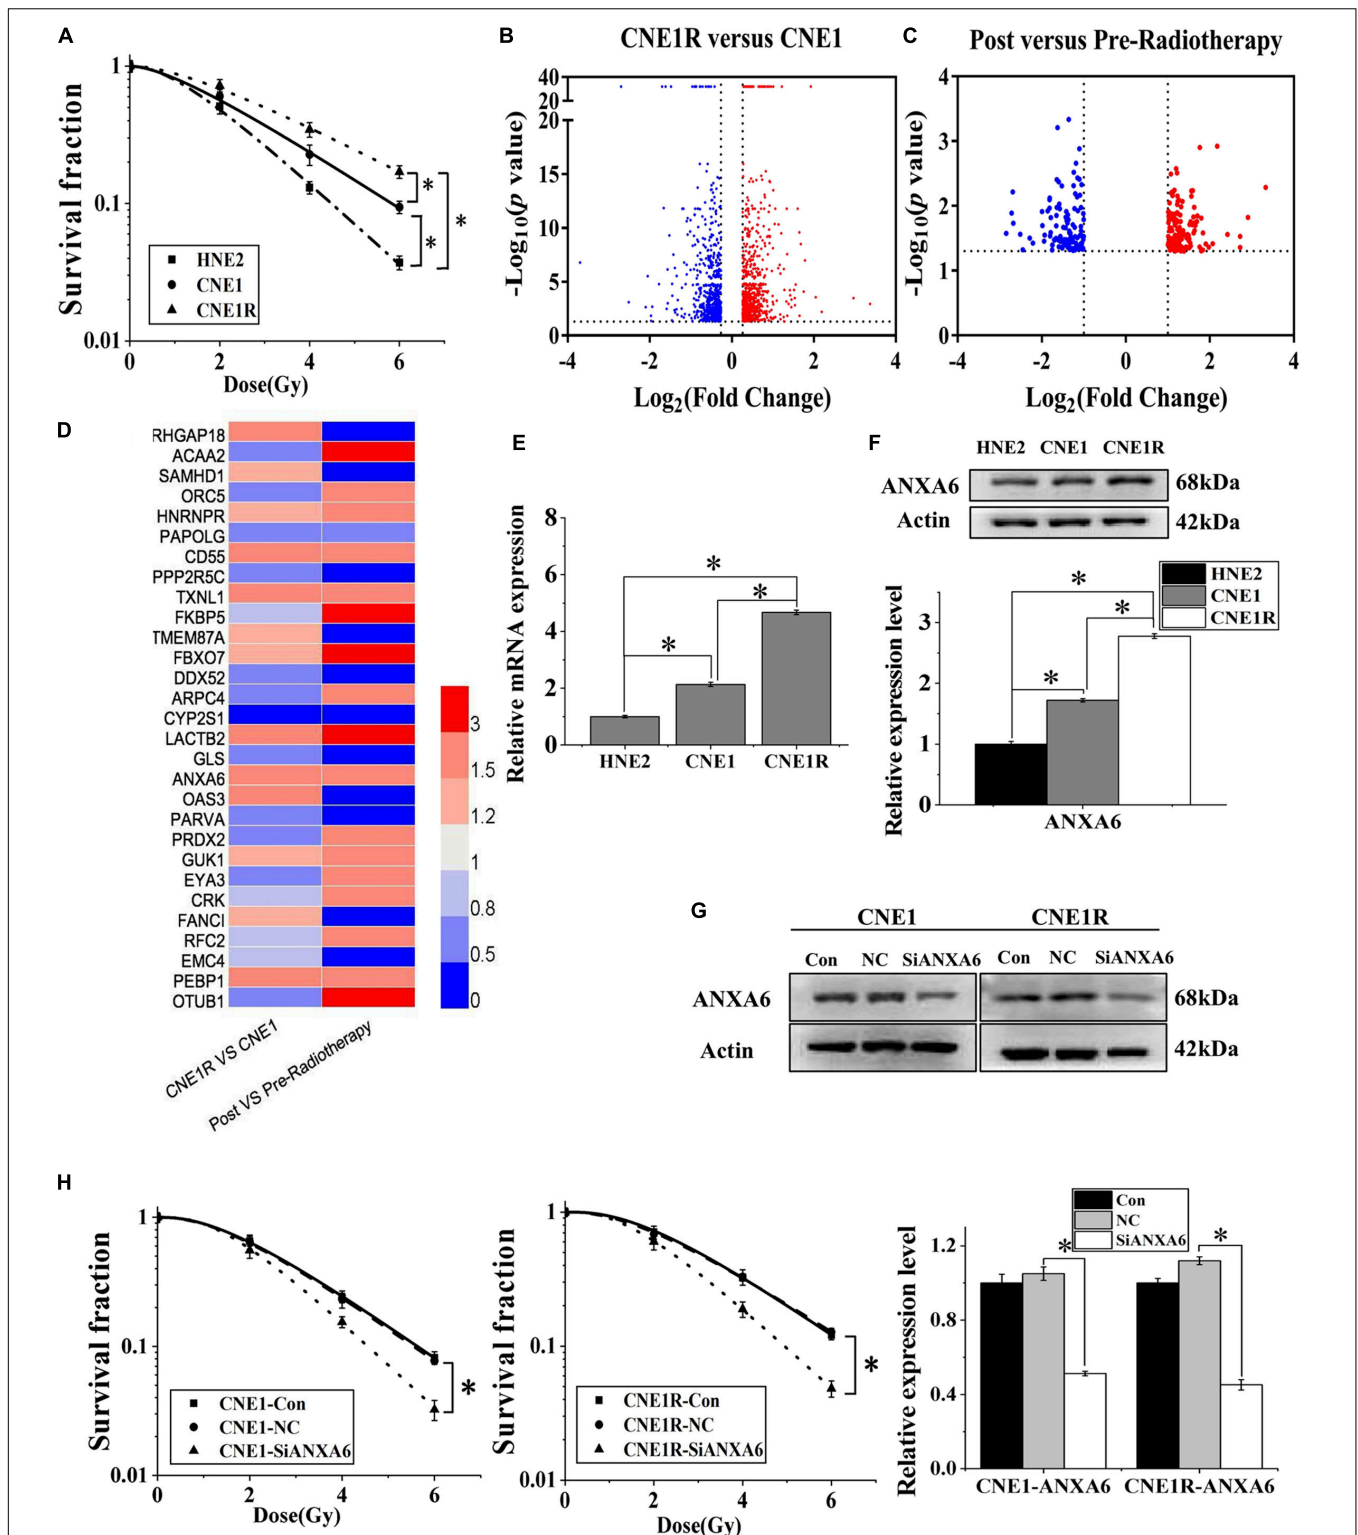 A
Survival fraction
1
0.1
0.01
HNE2
CNE1
CNE1R
*
*
*
0
2
4
6
Dose(Gy)
B
CNE1R versus CNE1
-Log10(p value)
40
20
20
15
10
5
0
-4
-2
0
2
4
Log2(Fold Change)
C
Post versus Pre-Radiotherapy
-Log10(p value)
4
3
2
1
0
-4
-2
0
2
4
Log2(Fold Change)
D
RHGAP18
ACAA2
SAMHD1
ORC5
HNRNPR
PAPOLG
CD55
PPP2R5C
TXNL1
FKBP5
TMEM87A
FBXO7
DDX52
ARPC4
CYP2S1
LACTB2
GLS
ANXA6
OAS3
PARVA
PRDX2
GUK1
EYA3
CRK
FANCI
RFC2
EMC4
PEBP1
OTUB1
3
1.5
1.2
1
0.8
0.5
0
CNE1R VS CNE1
Post VS Pre-Radiotherapy
E
Relative mRNA expression
8
6
4
2
0
*
*
*
HNE2
CNE1
CNE1R
F
HNE2 CNE1 CNE1R
ANXA6
68kDa
Actin
42kDa
Relative expression level
3
2
1
0
HNE2
CNE1
CNE1R
*
*
*
ANXA6
G
CNE1
CNE1R
Con NC SiANXA6
Con NC SiANXA6
ANXA6
68kDa
Actin
42kDa
H
Survival fraction
1
0.1
0.01
CNE1-Con
CNE1-NC
CNE1-SiANXA6
*
0
2
4
6
Dose(Gy)
Survival fraction
1
0.1
0.01
CNE1R-Con
CNE1R-NC
CNE1R-SiANXA6
*
0
2
4
6
Dose(Gy)
Relative expression level
1.2
0.8
0.4
0.0
Con
NC
SiANXA6
*
*
CNE1-ANXA6
CNE1R-ANXA6